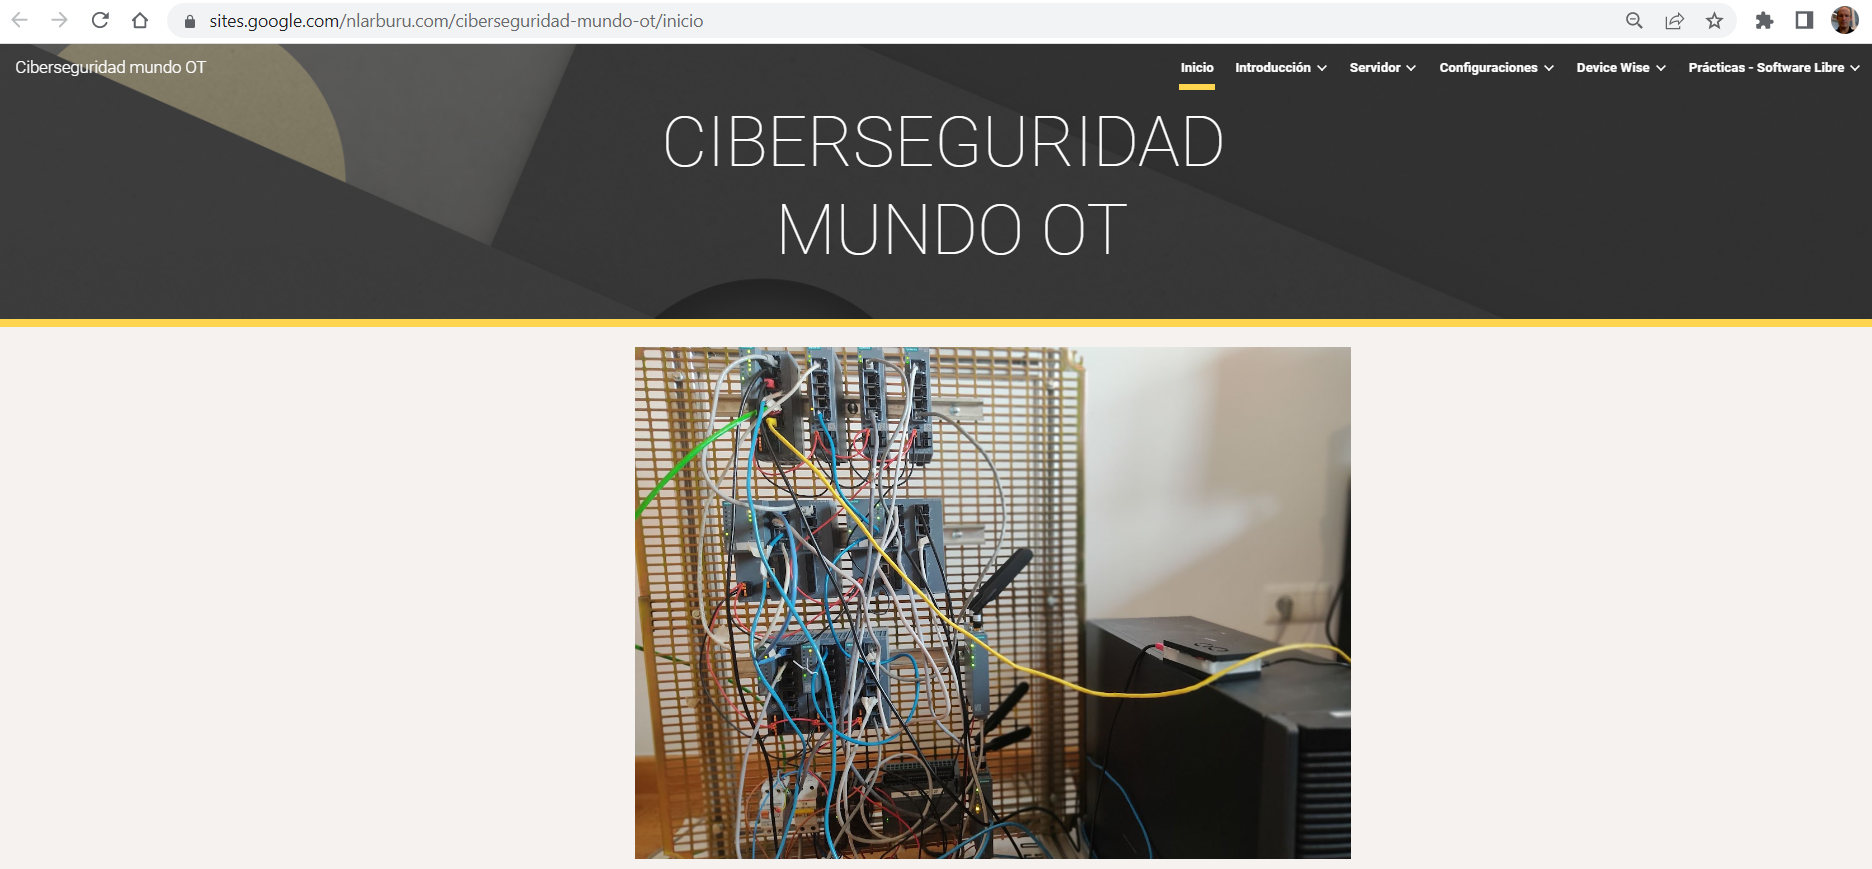 sites.google.com/nlarburu.com/ciberseguridad-mundo-ot/inicio
Ciberseguridad mundo OT
Inicio Introducción Servidor Configuraciones Device Wise Prácticas - Software Libre
CIBERSEGURIDAD
MUNDO OT